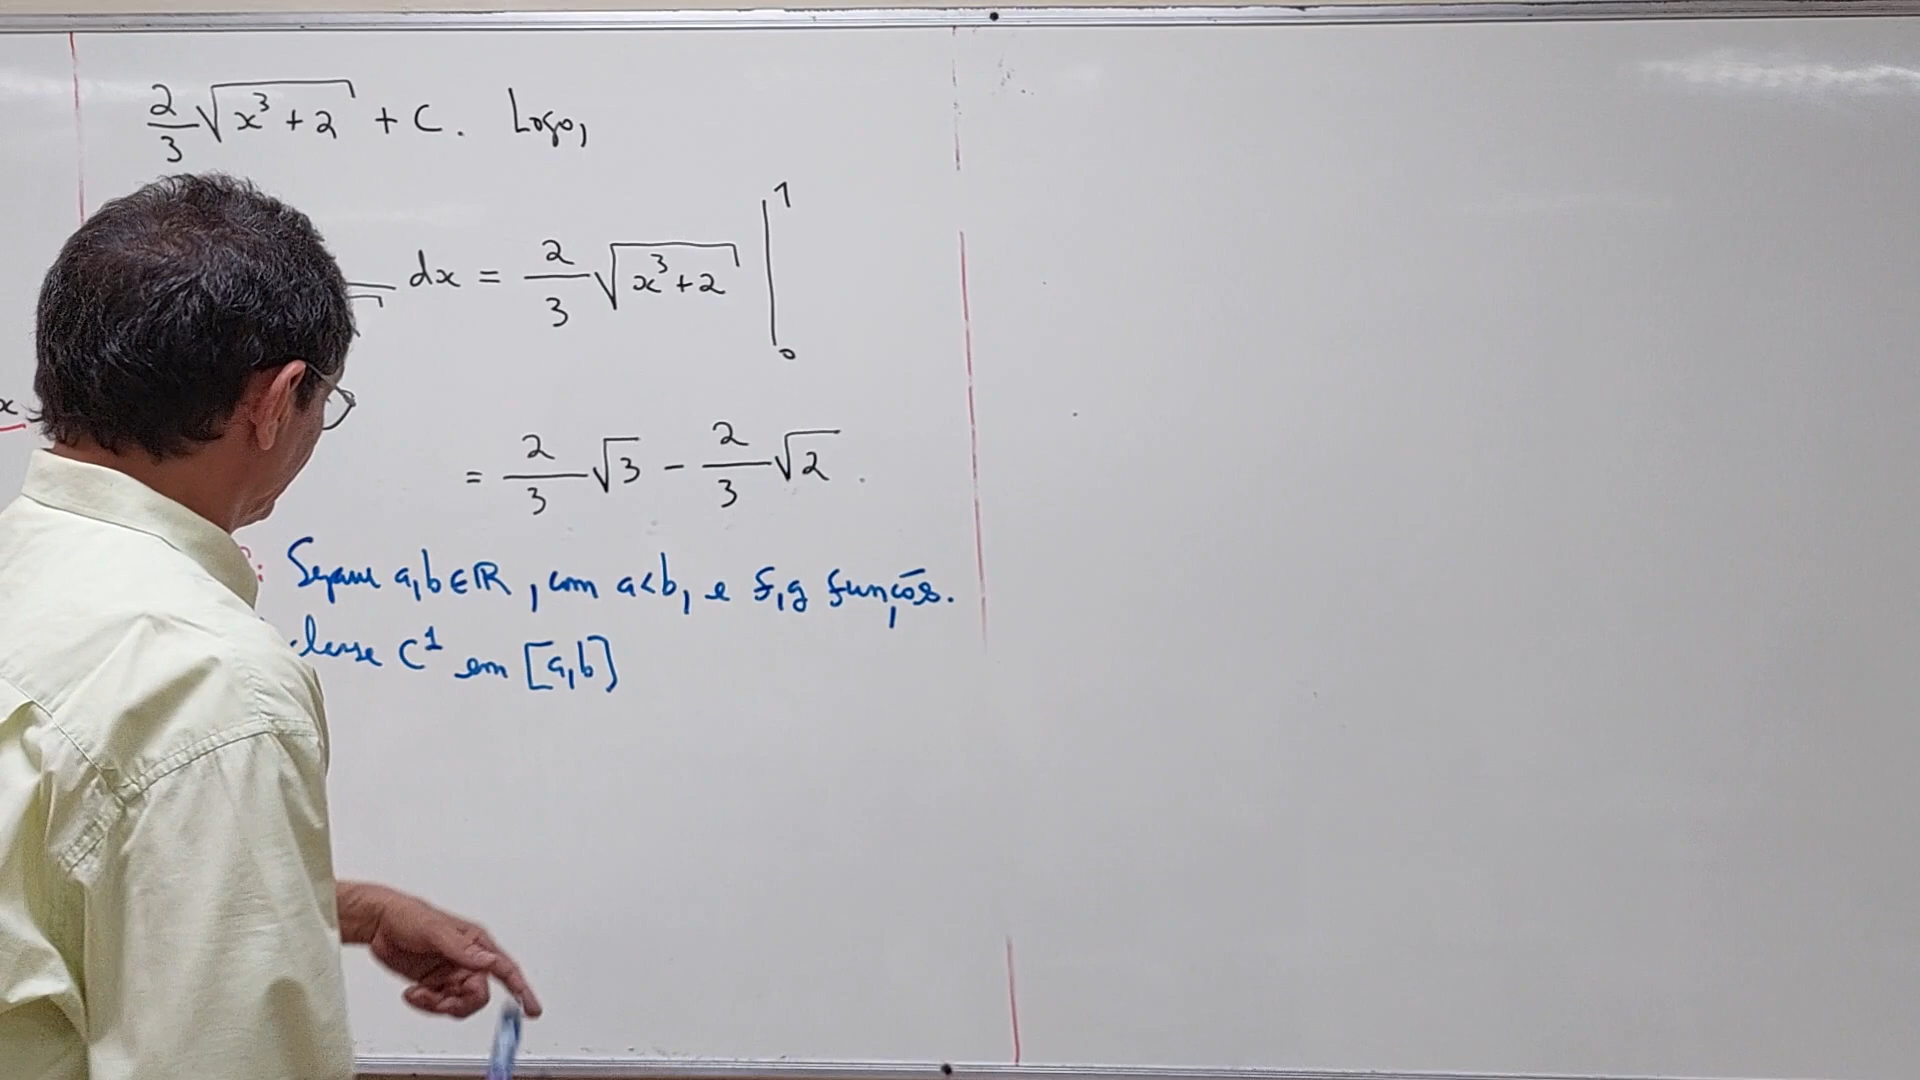 2/3 √(x³+2) + C. Logo,
dx = 2/3 √(x³+2) |₀¹
x
= 2/3 √3 - 2/3 √2.
: Sejam a,b∈ℝ, com a<b, e f,g funções.
classe C¹ em [a,b]